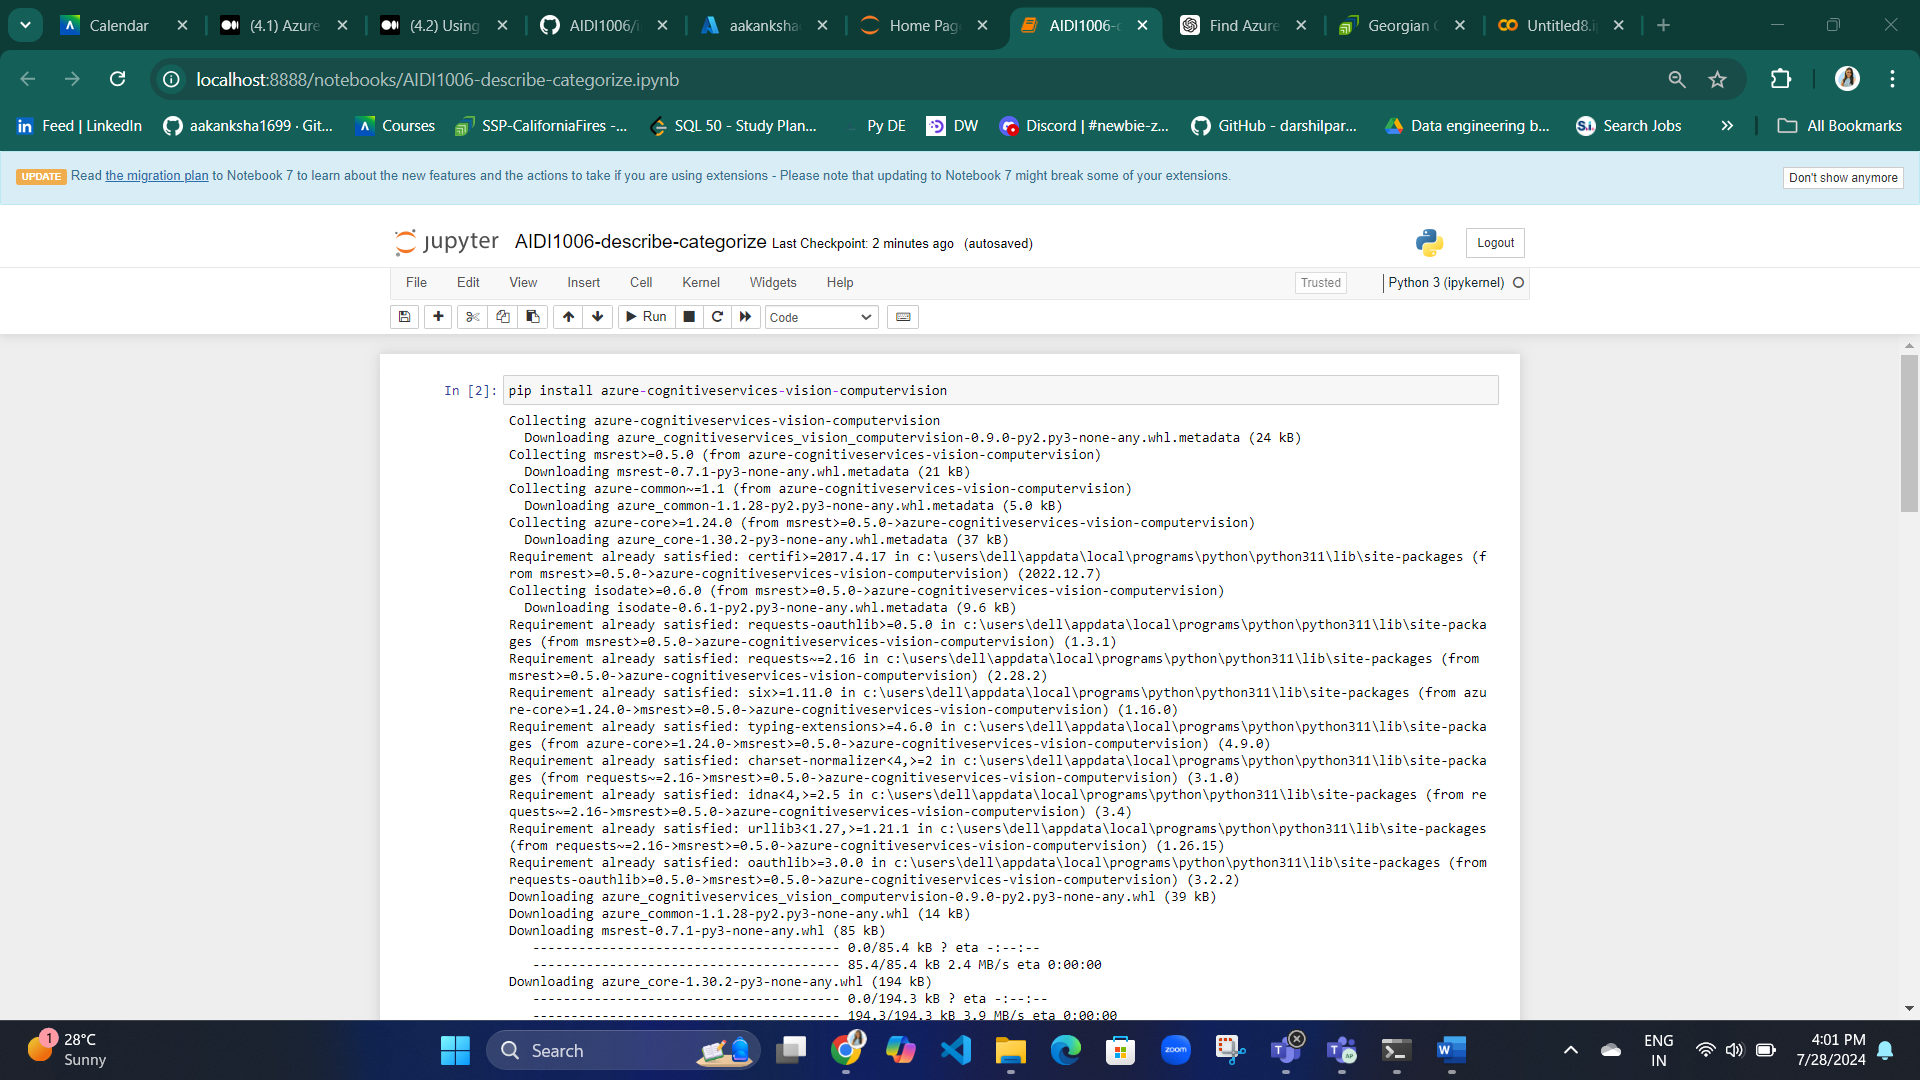 Calendar
(4.1) Azure
(4.2) Using
AIDI1006/i
aakanksha
Home Page
AIDI1006-d
Find Azure
Georgian C
Untitled8.i
localhost:8888/notebooks/AIDI1006-describe-categorize.ipynb
Feed | LinkedIn
aakanksha1699 · Git...
Courses
SSP-CaliforniaFires -...
SQL 50 - Study Plan...
Py DE
DW
Discord | #newbie-z...
GitHub - darshilpar...
Data engineering b...
Search Jobs
All Bookmarks
UPDATE Read the migration plan to Notebook 7 to learn about the new features and the actions to take if you are using extensions - Please note that updating to Notebook 7 might break some of your extensions.
Don't show anymore
jupyter AIDI1006-describe-categorize Last Checkpoint: 2 minutes ago (autosaved)
Logout
File Edit View Insert Cell Kernel Widgets Help
Trusted
Python 3 (ipykernel)
Run
Code
In [2]: pip install azure-cognitiveservices-vision-computervision
Collecting azure-cognitiveservices-vision-computervision
Downloading azure_cognitiveservices_vision_computervision-0.9.0-py2.py3-none-any.whl.metadata (24 kB)
Collecting msrest>=0.5.0 (from azure-cognitiveservices-vision-computervision)
Downloading msrest-0.7.1-py3-none-any.whl.metadata (21 kB)
Collecting azure-common~=1.1 (from azure-cognitiveservices-vision-computervision)
Downloading azure_common-1.1.28-py2.py3-none-any.whl.metadata (5.0 kB)
Collecting azure-core>=1.24.0 (from msrest>=0.5.0->azure-cognitiveservices-vision-computervision)
Downloading azure_core-1.30.2-py3-none-any.whl.metadata (37 kB)
Requirement already satisfied: certifi>=2017.4.17 in c:\users\dell\appdata\local\programs\python\python311\lib\site-packages (f
rom msrest>=0.5.0->azure-cognitiveservices-vision-computervision) (2022.12.7)
Collecting isodate>=0.6.0 (from msrest>=0.5.0->azure-cognitiveservices-vision-computervision)
Downloading isodate-0.6.1-py2.py3-none-any.whl.metadata (9.6 kB)
Requirement already satisfied: requests-oauthlib>=0.5.0 in c:\users\dell\appdata\local\programs\python\python311\lib\site-packa
ges (from msrest>=0.5.0->azure-cognitiveservices-vision-computervision) (1.3.1)
Requirement already satisfied: requests~=2.16 in c:\users\dell\appdata\local\programs\python\python311\lib\site-packages (from
msrest>=0.5.0->azure-cognitiveservices-vision-computervision) (2.28.2)
Requirement already satisfied: six>=1.11.0 in c:\users\dell\appdata\local\programs\python\python311\lib\site-packages (from azu
re-core>=1.24.0->msrest>=0.5.0->azure-cognitiveservices-vision-computervision) (1.16.0)
Requirement already satisfied: typing-extensions>=4.6.0 in c:\users\dell\appdata\local\programs\python\python311\lib\site-packa
ges (from azure-core>=1.24.0->msrest>=0.5.0->azure-cognitiveservices-vision-computervision) (4.9.0)
Requirement already satisfied: charset-normalizer<4,>=2 in c:\users\dell\appdata\local\programs\python\python311\lib\site-packa
ges (from requests~=2.16->msrest>=0.5.0->azure-cognitiveservices-vision-computervision) (3.1.0)
Requirement already satisfied: idna<4,>=2.5 in c:\users\dell\appdata\local\programs\python\python311\lib\site-packages (from re
quests~=2.16->msrest>=0.5.0->azure-cognitiveservices-vision-computervision) (3.4)
Requirement already satisfied: urllib3<1.27,>=1.21.1 in c:\users\dell\appdata\local\programs\python\python311\lib\site-packages
(from requests~=2.16->msrest>=0.5.0->azure-cognitiveservices-vision-computervision) (1.26.15)
Requirement already satisfied: oauthlib>=3.0.0 in c:\users\dell\appdata\local\programs\python\python311\lib\site-packages (from
requests-oauthlib>=0.5.0->msrest>=0.5.0->azure-cognitiveservices-vision-computervision) (3.2.2)
Downloading azure_cognitiveservices_vision_computervision-0.9.0-py2.py3-none-any.whl (39 kB)
Downloading azure_common-1.1.28-py2.py3-none-any.whl (14 kB)
Downloading msrest-0.7.1-py3-none-any.whl (85 kB)
---------------------------------------- 0.0/85.4 kB ? eta -:--:--
---------------------------------------- 85.4/85.4 kB 2.4 MB/s eta 0:00:00
Downloading azure_core-1.30.2-py3-none-any.whl (194 kB)
---------------------------------------- 0.0/194.3 kB ? eta -:--:--
---------------------------------------- 194.3/194.3 kB 3.9 MB/s eta 0:00:00
1
28°C
Sunny
Search
zoom
ENG
IN
4:01 PM
7/28/2024